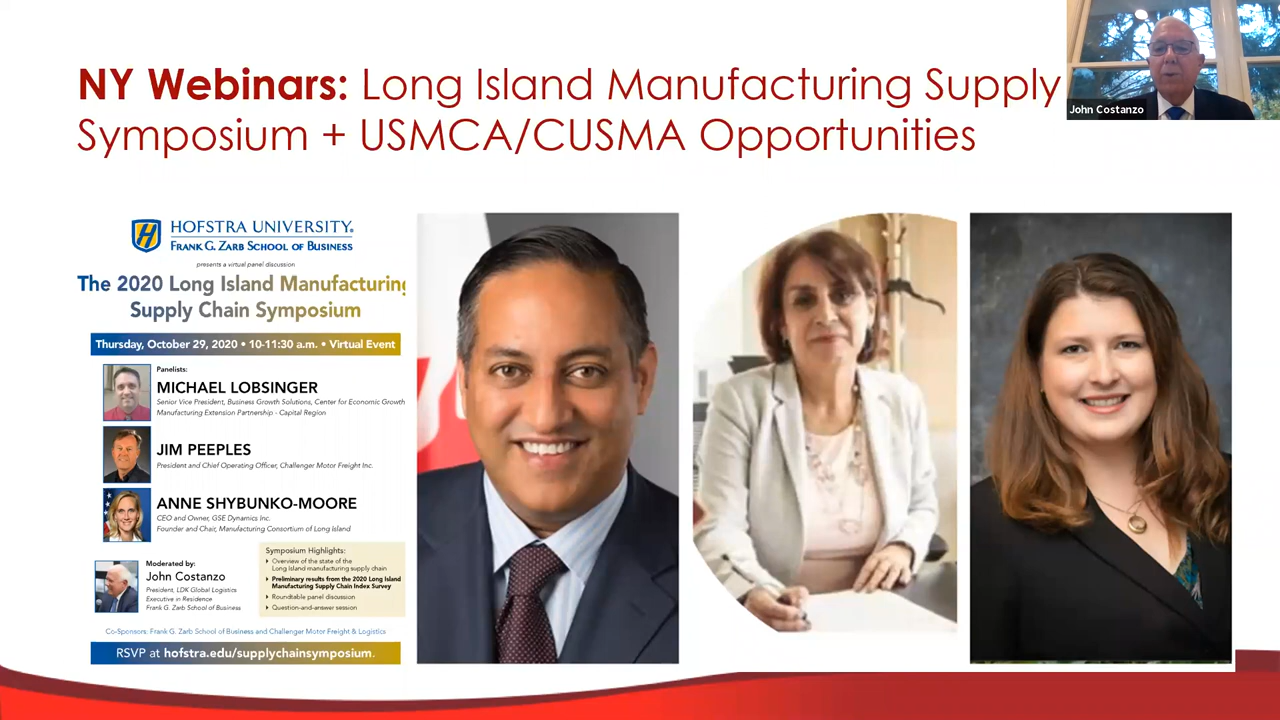 NY Webinars: Long Island Manufacturing Supply
Symposium + USMCA/CUSMA Opportunities
John Costanzo
H
HOFSTRA UNIVERSITY®
FRANK G. ZARB SCHOOL OF BUSINESS
presents a virtual panel discussion
The 2020 Long Island Manufacturing
Supply Chain Symposium
Thursday, October 29, 2020 • 10-11:30 a.m. • Virtual Event
Panelists:
MICHAEL LOBSINGER
Senior Vice President, Business Growth Solutions, Center for Economic Growth
Manufacturing Extension Partnership - Capital Region
JIM PEEPLES
President and Chief Operating Officer, Challenger Motor Freight Inc.
ANNE SHYBUNKO-MOORE
CEO and Owner, GSE Dynamics Inc.
Founder and Chair, Manufacturing Consortium of Long Island
Moderated by:
John Costanzo
President, LDK Global Logistics
Executive in Residence
Frank G. Zarb School of Business
Symposium Highlights:
Overview of the state of the
Long Island manufacturing supply chain
Preliminary results from the 2020 Long Island
Manufacturing Supply Chain Index Survey
Roundtable panel discussion
Question-and-answer session
Co-Sponsors: Frank G. Zarb School of Business and Challenger Motor Freight & Logistics
RSVP at hofstra.edu/supplychainsymposium.